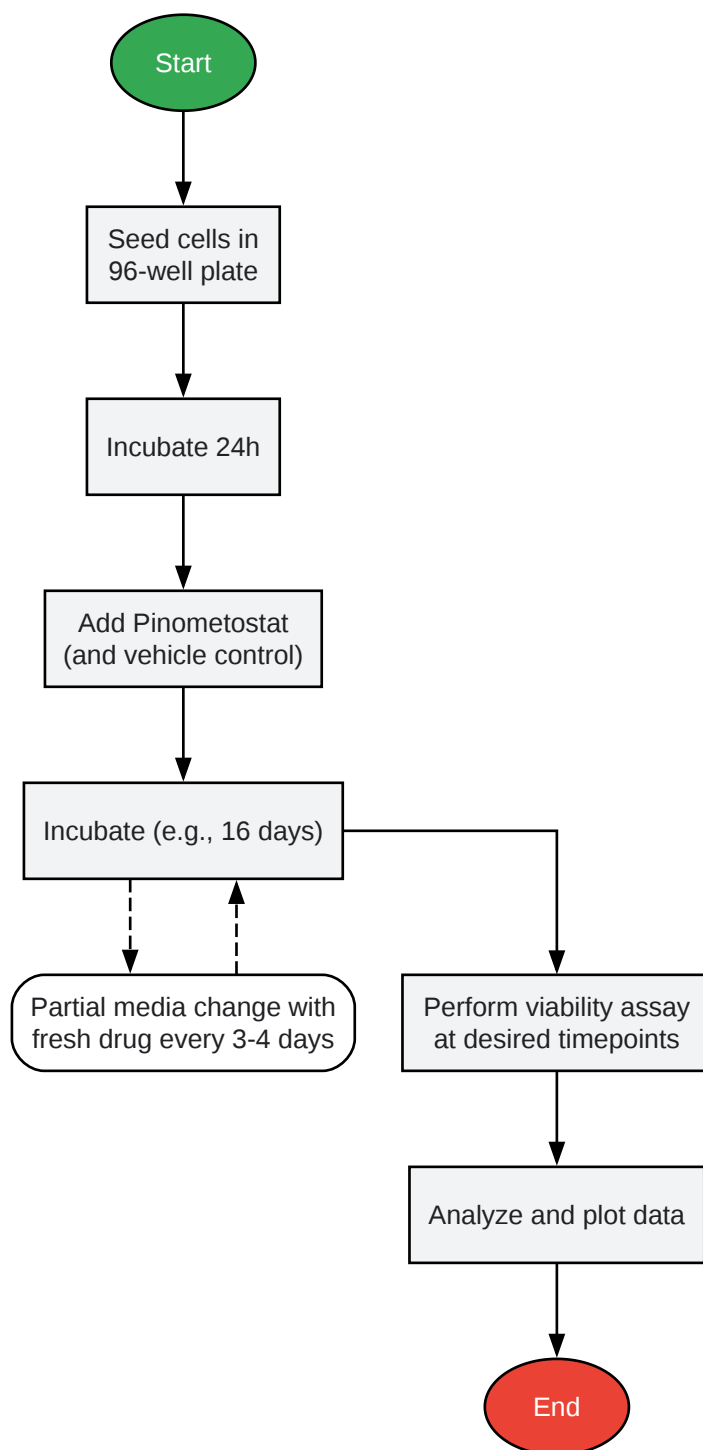 Start
Seed cells in
96-well plate
Incubate 24h
Add Pinometostat
(and vehicle control)
Incubate (e.g., 16 days)
Partial media change with
fresh drug every 3-4 days
Perform viability assay
at desired timepoints
Analyze and plot data
End